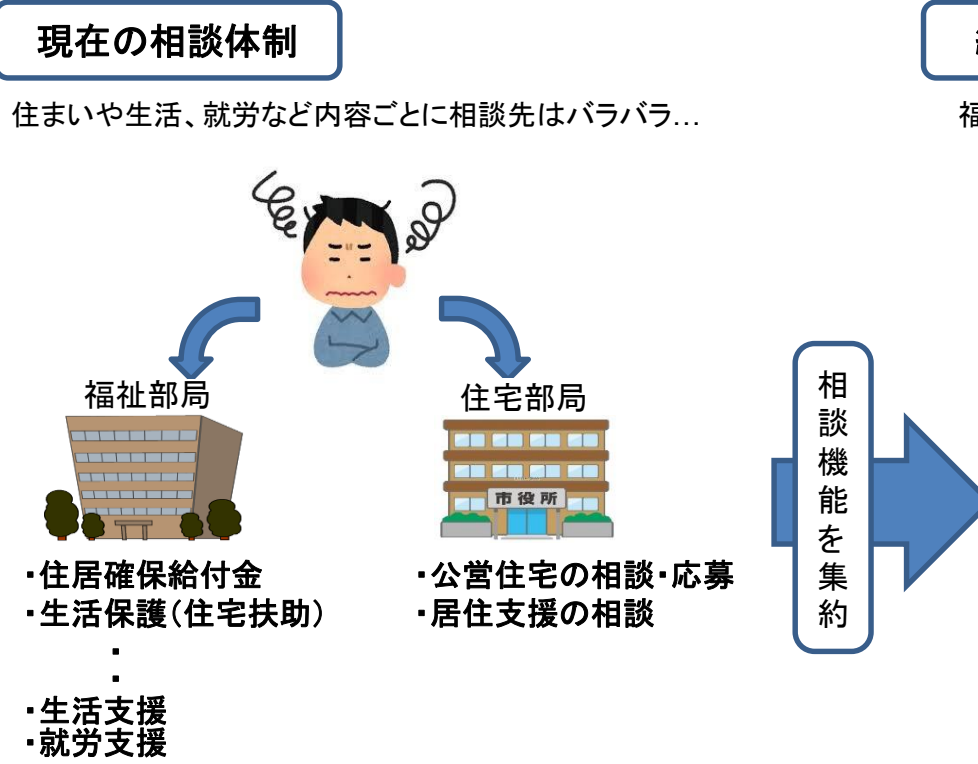 現在の相談体制
住まいや生活、就労など内容ごとに相談先はバラバラ…
福祉部局
・住居確保給付金
・生活保護(住宅扶助)
・
・
・生活支援
・就労支援
住宅部局
市役所
・公営住宅の相談・応募
・居住支援の相談
相談機能を集約
福